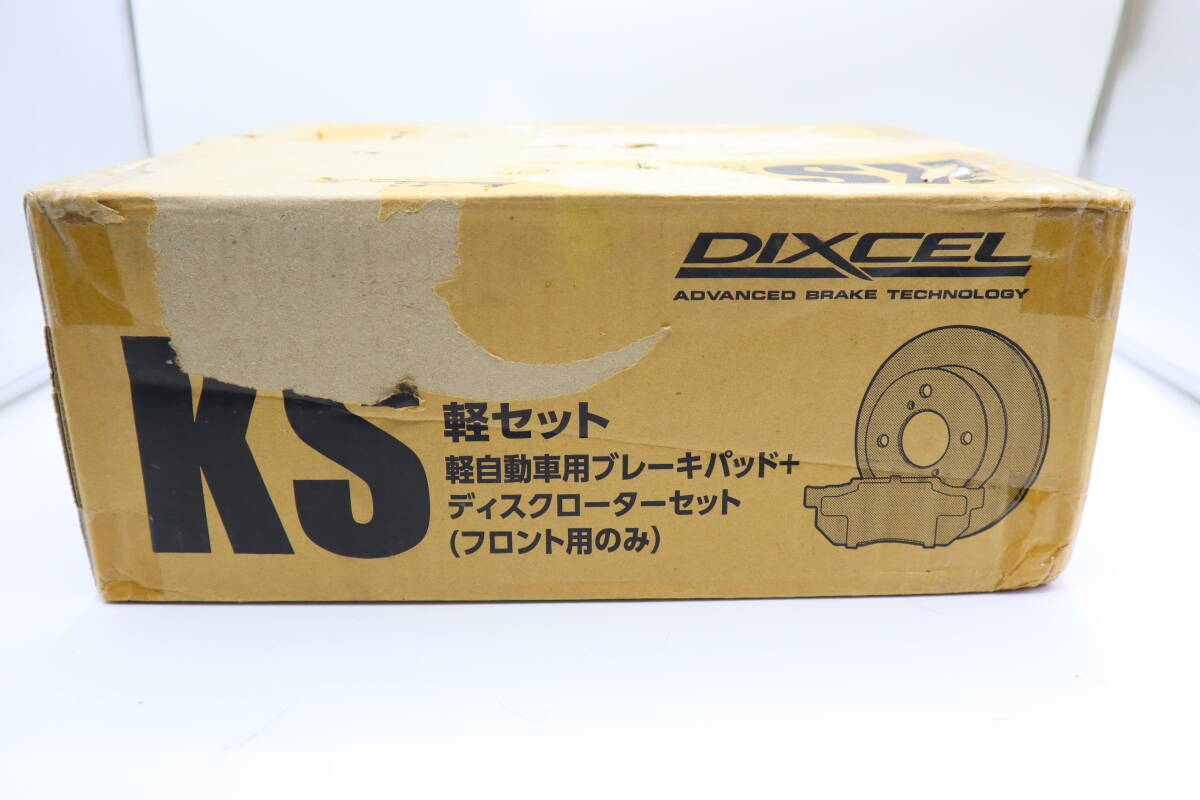 KS
DIXCEL
ADVANCED BRAKE TECHNOLOGY
KS
軽セット
軽自動車用ブレーキパッド+
ディスクローターセット
(フロント用のみ)